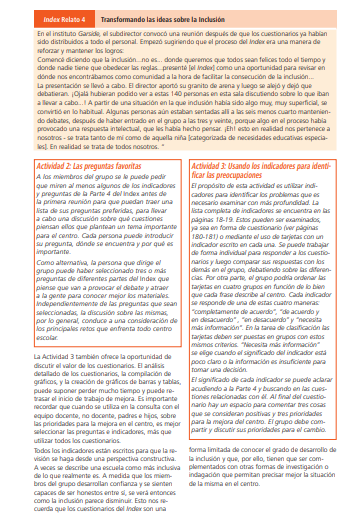 Index Relato 4 Transformando las ideas sobre la Inclusión
En el instituto Garside, el subdirector convocó una reunión después de que los cuestionarios ya habían
sido distribuidos a todo el personal. Empezó sugiriendo que el proceso del Index era una manera de
reforzar y mantener los logros:
Comenzó diciendo que la inclusión...no es... donde queremos que todos sean felices todo el tiempo y
donde nadie tiene que obedecer las reglas...presenté [el Index] como una oportunidad para revisar en
dónde nos encontrábamos como comunidad a la hora de facilitar la consecución de la inclusión...
La presentación se llevó a cabo. El director aportó su granito de arena y luego se alejó y dejó que
debatieran. ¡Ojalá hubieran podido ver a estas 140 personas en esta sala discutiendo sobre lo que iban
a llevar a cabo.. ! A partir de una situación en la que inclusión había sido algo muy, muy superficial, se
convirtió en lo habitual. Algunas personas aún estaban sentadas allí a las seis menos cuarto mantenien-
do debates, después de haber entrado en el grupo a las tres y veinte, porque algo en el proceso había
provocado una respuesta intelectual, que les había hecho pensar. ¡Eh! esto en realidad nos pertenece a
nosotros - se trata tanto de mí como de aquella niña [categorizada de necesidades educativas especia-
les]. En realidad se trata de todos nosotros. "
Actividad 2: Las preguntas favoritas
A los miembros del grupo se le puede pedir
que miren al menos algunos de los indicadores
y preguntas de la Parte 4 del Index antes de
la primera reunión para que puedan traer una
lista de sus preguntas preferidas, para llevar
a cabo una discusión sobre qué cuestiones
piensan ellos que plantean un tema importante
para el centro. Cada persona puede introducir
su pregunta, dónde se encuentra y por qué es
importante.
Como alternativa, la persona que dirige el
grupo puede haber seleccionado tres o más
preguntas de diferentes partes del Index que
piense que van a provocar el debate y atraer
a la gente para conocer mejor los materiales.
Independientemente de las preguntas que sean
seleccionadas, la discusión sobre las mismas,
por lo general, conduce a una consideración de
los principales retos que enfrenta todo centro
escolar.
La Actividad 3 también ofrece la oportunidad de
discutir el valor de los cuestionarios. El análisis
detallado de los cuestionarios, la compilación de
gráficos, y la creación de gráficos de barras y tablas,
puede suponer perder mucho tiempo y puede re-
trasar el inicio de trabajo de mejora. Es importante
recordar que cuando se utiliza en la consulta con el
equipo docente, no docente, padres e hijos, sobre
las prioridades para la mejora en el centro, es mejor
seleccionar las preguntas e indicadores, más que
utilizar todos los cuestionarios.
Todos los indicadores están escritos para que la re-
visión se haga desde una perspectiva constructiva.
A veces se describe una escuela como más inclusiva
de lo que realmente es. A medida que los miem-
bros del grupo desarrollan confianza y se sienten
capaces de ser honestos entre sí, se verá entonces
como la inclusión parece disminuir. Esto nos re-
cuerda que los cuestionarios del Index son una
Actividad 3: Usando los indicadores para identi-
ficar las preocupaciones
El propósito de esta actividad es utilizar indi-
cadores para identificar los problemas que es
necesario examinar con más profundidad. La
lista completa de indicadores se encuentra en las
páginas 18-19. Estos pueden ser examinados,
ya sea en forma de cuestionario (ver páginas
180-181) o mediante el uso de tarjetas con un
indicador escrito en cada una. Se puede trabajar
de forma individual para responder a los cuestio-
narios y luego comparar sus respuestas con los
demás en el grupo, debatiendo sobre las diferen-
cias. Por otra parte, el grupo podría ordenar las
tarjetas en cuatro grupos en función de lo bien
que cada frase describe al centro. Cada indicador
se responde de una de estas cuatro maneras:
"completamente de acuerdo", "de acuerdo y
en desacuerdo", "en desacuerdo" y "necesita
más información". En la tarea de clasificación las
tarjetas deben ser puestas en grupos con estos
mismos criterios. "Necesita más información"
se elige cuando el significado del indicador está
poco claro o la información es insuficiente para
tomar una decisión.
El significado de cada indicador se puede aclarar
acudiendo a la Parte 4 y buscando en las cues-
tiones relacionadas con él. Al final del cuestio-
nario hay un espacio para comentar tres cosas
que se consideran positivas y tres prioridades
para la mejora del centro. El grupo debe com-
partir y discutir sus prioridades para el cambio.
forma limitada de conocer el grado de desarrollo de
la inclusión y que, por ello, tienen que ser com-
plementados con otras formas de investigación o
indagación que permitan precisar mejor la situación
de la misma en el centro.